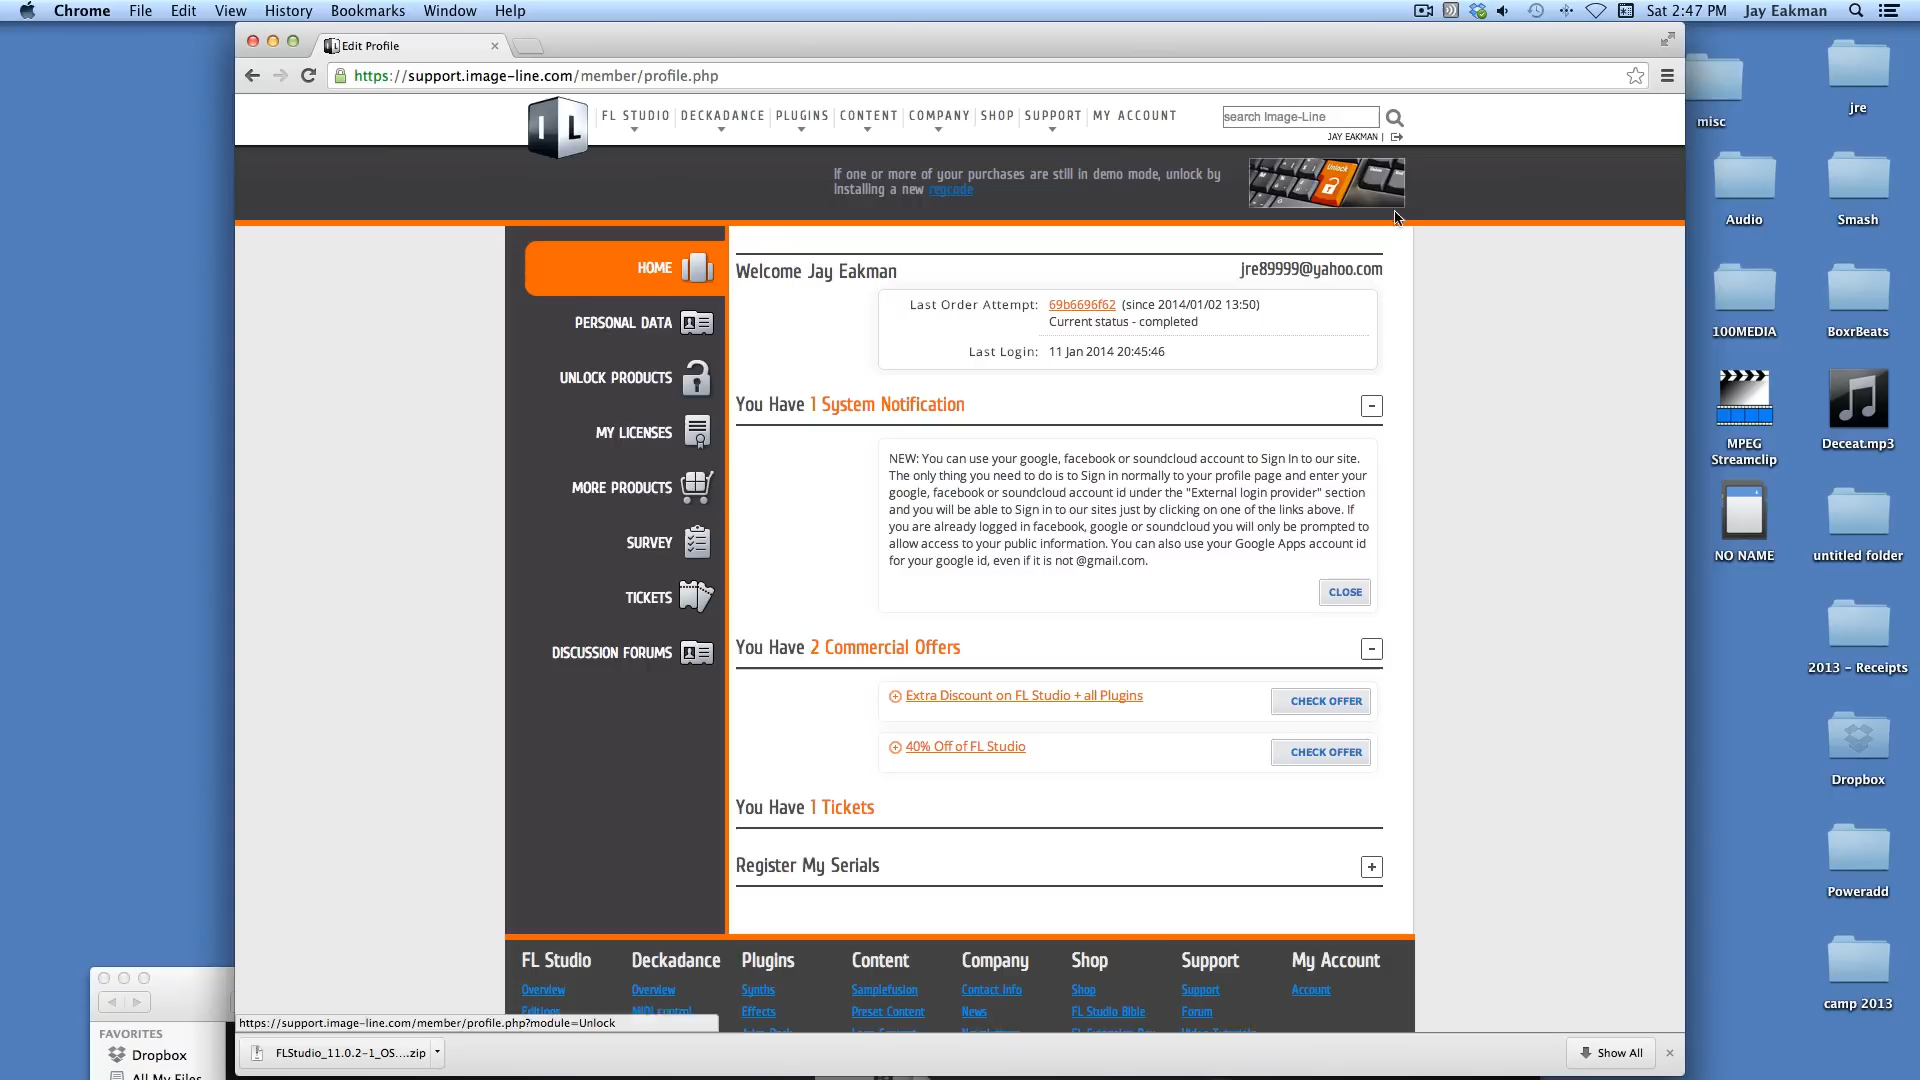 Chrome File Edit View History Bookmarks Window Help
Sat 2:47 PM Jay Eakman
Edit Profile
https://support.image-line.com/member/profile.php
IL
FL STUDIO DECKADANCE PLUGINS CONTENT COMPANY SHOP SUPPORT MY ACCOUNT
search Image-Line
JAY EAKMAN |
If one or more of your purchases are still in demo mode, unlock by
installing a new regcode
Unlock
HOME
PERSONAL DATA
UNLOCK PRODUCTS
MY LICENSES
MORE PRODUCTS
SURVEY
TICKETS
DISCUSSION FORUMS
Welcome Jay Eakman
jre89999@yahoo.com
Last Order Attempt: 69b6696f62 (since 2014/01/02 13:50)
Current status - completed
Last Login: 11 Jan 2014 20:45:46
You Have 1 System Notification
NEW: You can use your google, facebook or soundcloud account to Sign In to our site.
The only thing you need to do is to Sign in normally to your profile page and enter your
google, facebook or soundcloud account id under the "External login provider" section
and you will be able to Sign in to our sites just by clicking on one of the links above. If
you are already logged in facebook, google or soundcloud you will only be prompted to
allow access to your public information. You can also use your Google Apps account id
for your google id, even if it is not @gmail.com.
CLOSE
You Have 2 Commercial Offers
Extra Discount on FL Studio + all Plugins
CHECK OFFER
40% Off of FL Studio
CHECK OFFER
You Have 1 Tickets
Register My Serials
FL Studio Deckadance Plugins Content Company Shop Support My Account
Overview Overview Synths Samplefusion Contact Info Shop Support Account
Editions MIDI control Effects Preset Content News FL Studio Bible Forum
https://support.image-line.com/member/profile.php?module=Unlock
FLStudio_11.0.2-1_OS....zip
Show All
FAVORITES
Dropbox
All My Files
misc
jre
Audio
Smash
100MEDIA
BoxrBeats
MPEG
Streamclip
Deceat.mp3
NO NAME
untitled folder
2013 – Receipts
Dropbox
Poweradd
camp 2013